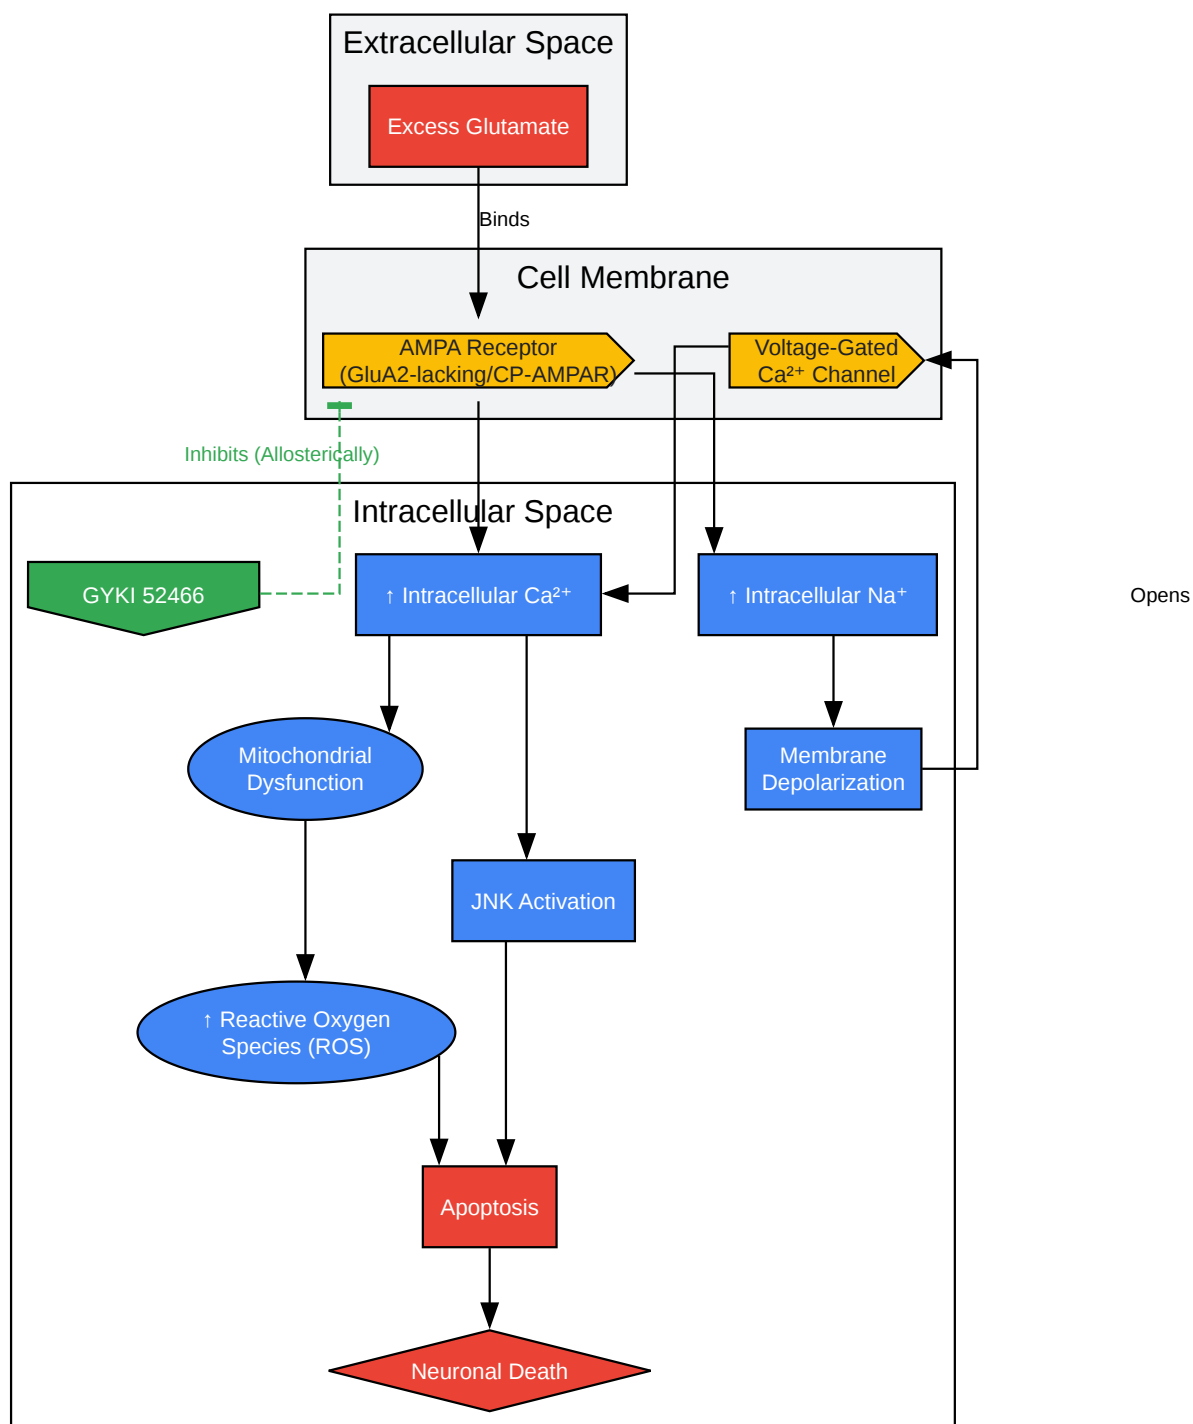 Extracellular Space
Excess Glutamate
Binds
Cell Membrane
AMPA Receptor
(GluA2-lacking/CP-AMPAR)
Voltage-Gated
Ca²⁺ Channel
Inhibits (Allosterically)
Intracellular Space
GYKI 52466
↑ Intracellular Ca²⁺
↑ Intracellular Na⁺
Opens
Mitochondrial
Dysfunction
Membrane
Depolarization
JNK Activation
↑ Reactive Oxygen
Species (ROS)
Apoptosis
Neuronal Death